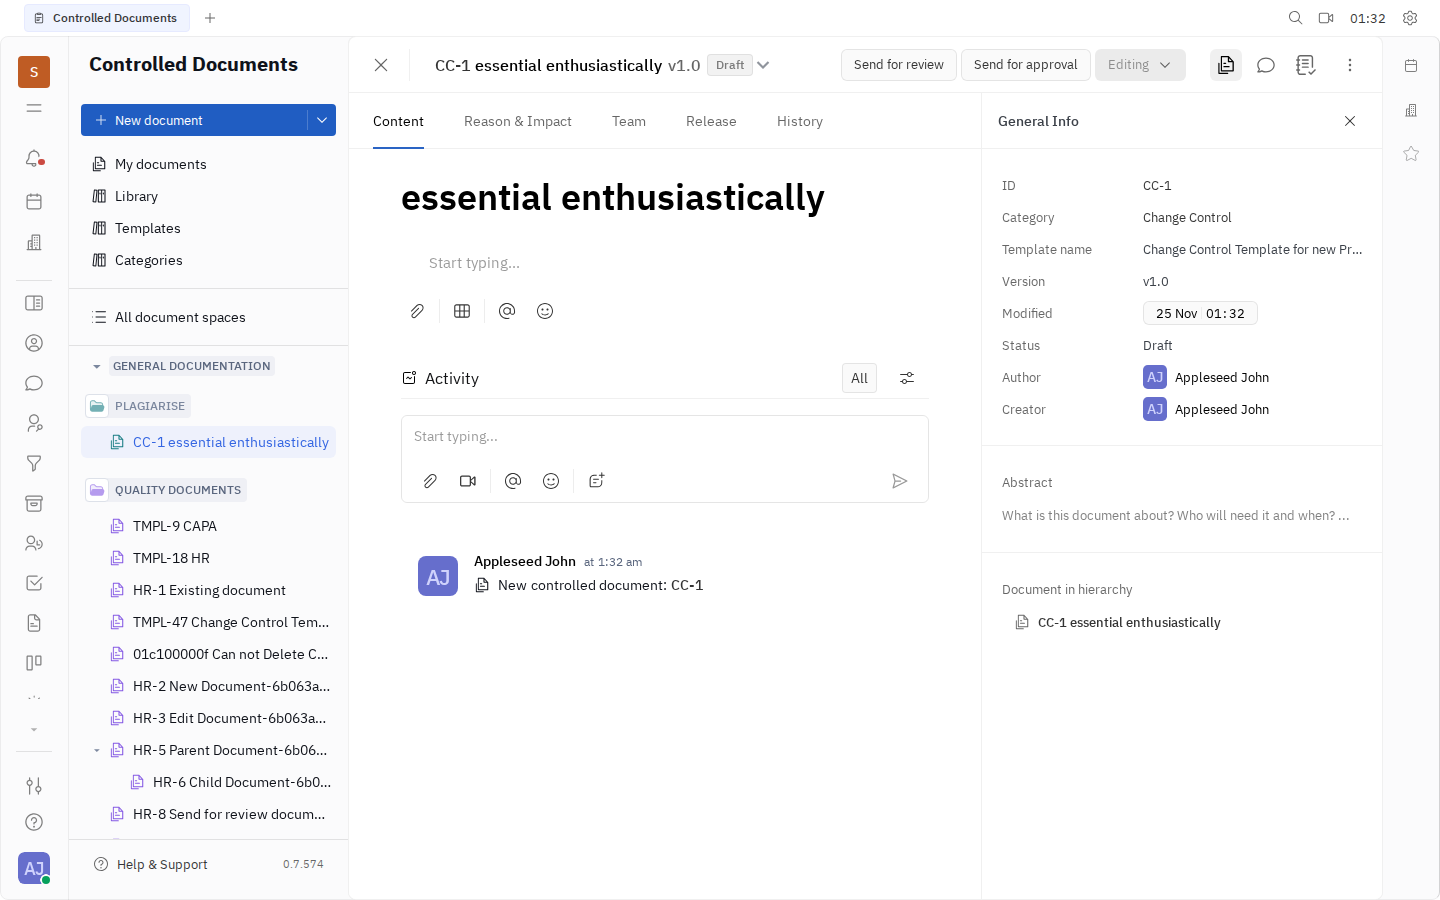 Controlled Documents
01:32
S
Controlled Documents
New document
My documents
Library
Templates
Categories
All document spaces
GENERAL DOCUMENTATION
PLAGIARISE
CC-1 essential enthusiastically
QUALITY DOCUMENTS
TMPL-9 CAPA
TMPL-18 HR
HR-1 Existing document
TMPL-47 Change Control Tem...
01c100000f Can not Delete C...
HR-2 New Document-6b063a...
HR-3 Edit Document-6b063a...
HR-5 Parent Document-6b06...
HR-6 Child Document-6b0...
HR-8 Send for review docum...
Help & Support
0.7.574
AJ
CC-1 essential enthusiastically v1.0 Draft
Send for review
Send for approval
Editing
Content
Reason & Impact
Team
Release
History
essential enthusiastically
Start typing...
Activity
All
Start typing...
AJ
Appleseed John at 1:32 am
New controlled document: CC-1
General Info
ID CC-1
Category Change Control
Template name Change Control Template for new Pr...
Version v1.0
Modified 25 Nov 01:32
Status Draft
Author AJ Appleseed John
Creator AJ Appleseed John
Abstract
What is this document about? Who will need it and when? ...
Document in hierarchy
CC-1 essential enthusiastically